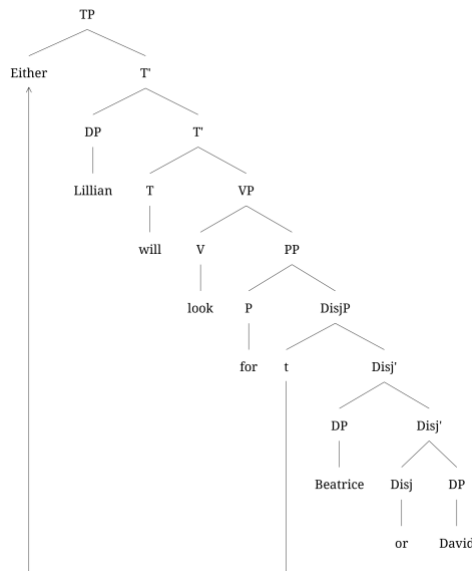 TP
Either T'
DP T'
Lillian T VP
will V PP
look P DisjP
for t Disj'
DP Disj'
Beatrice Disj DP
or David